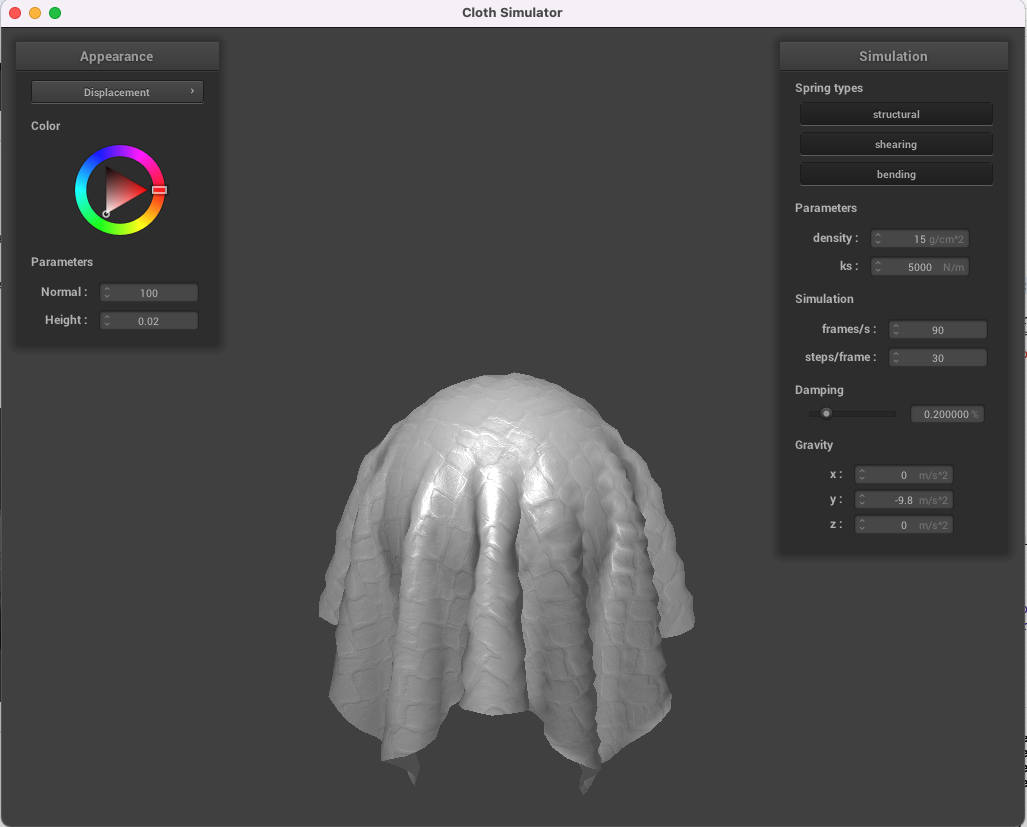 Cloth Simulator
Appearance
Displacement
Color
Parameters
Normal : 100
Height : 0.02
Simulation
Spring types
structural
shearing
bending
Parameters
density : 15 g/cm^2
ks : 5000 N/m
Simulation
frames/s : 90
steps/frame : 30
Damping
0.200000 %
Gravity
x : 0 m/s^2
y : -9.8 m/s^2
z : 0 m/s^2